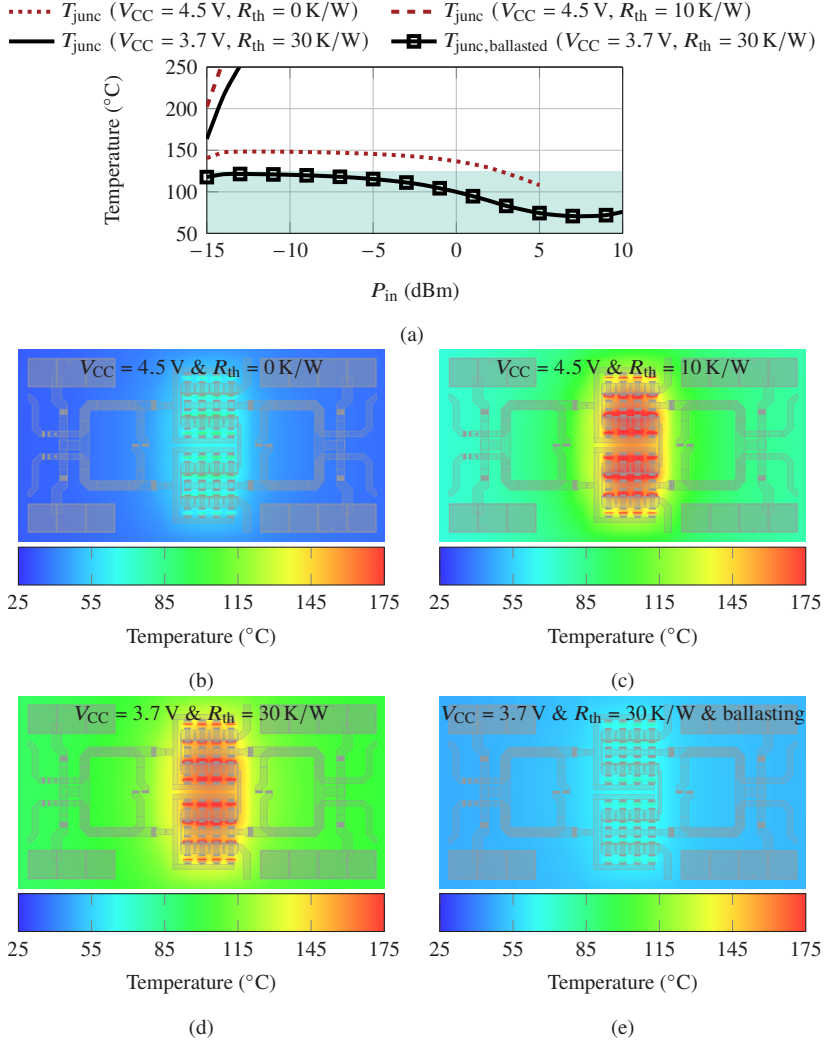 T_junc (V_CC = 4.5 V, R_th = 0 K/W) T_junc (V_CC = 4.5 V, R_th = 10 K/W)
T_junc (V_CC = 3.7 V, R_th = 30 K/W) T_junc,ballasted (V_CC = 3.7 V, R_th = 30 K/W)
250
200
150
100
50
Temperature (°C)
−15 −10 −5 0 5 10
P_in (dBm)
(a)
V_CC = 4.5 V & R_th = 0 K/W
25 55 85 115 145 175
Temperature (°C)
(b)
V_CC = 4.5 V & R_th = 10 K/W
25 55 85 115 145 175
Temperature (°C)
(c)
V_CC = 3.7 V & R_th = 30 K/W
25 55 85 115 145 175
Temperature (°C)
(d)
V_CC = 3.7 V & R_th = 30 K/W & ballasting
25 55 85 115 145 175
Temperature (°C)
(e)